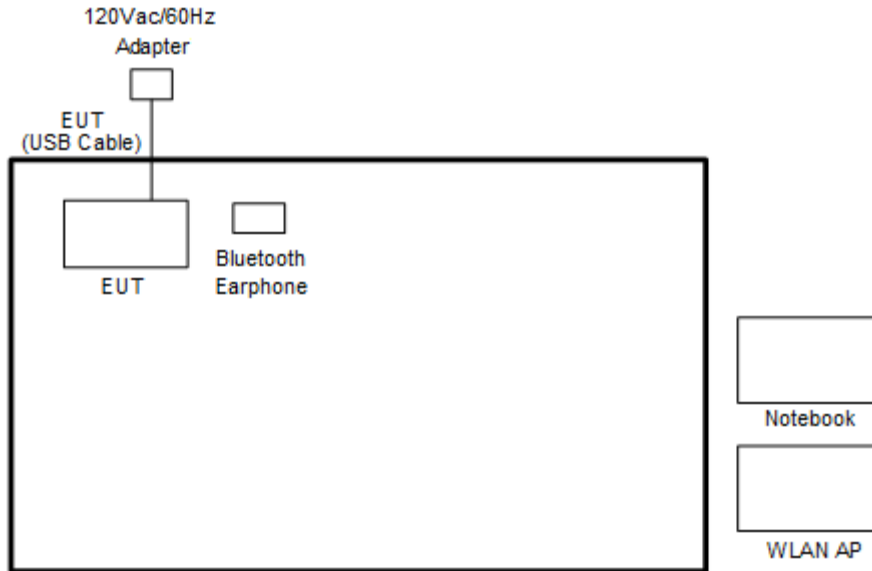 120Vac/60Hz
Adapter
EUT
(USB Cable)
EUT
Bluetooth
Earphone
Notebook
WLAN AP